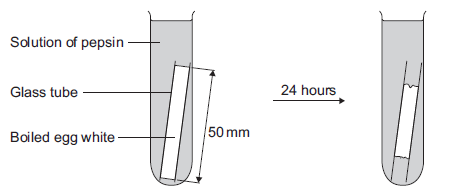 Solution of pepsin
Glass tube
Boiled egg white
50 mm
24 hours